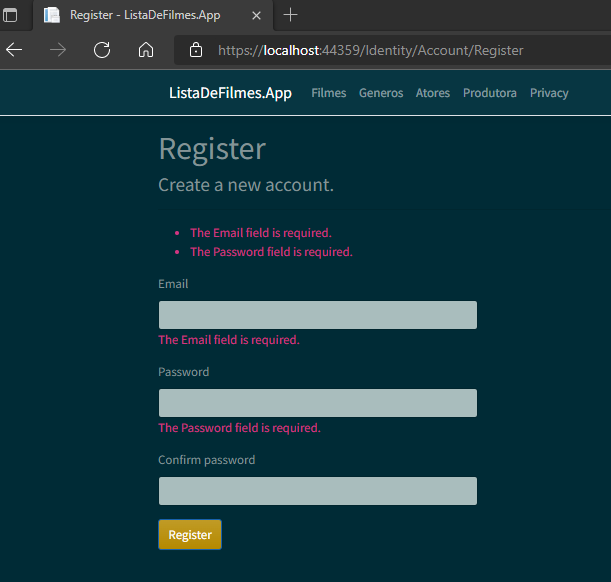 Register - ListaDeFilmes.App
https://localhost:44359/Identity/Account/Register
ListaDeFilmes.App Filmes Generos Atores Produtora Privacy
Register
Create a new account.
The Email field is required.
The Password field is required.
Email
The Email field is required.
Password
The Password field is required.
Confirm password
Register